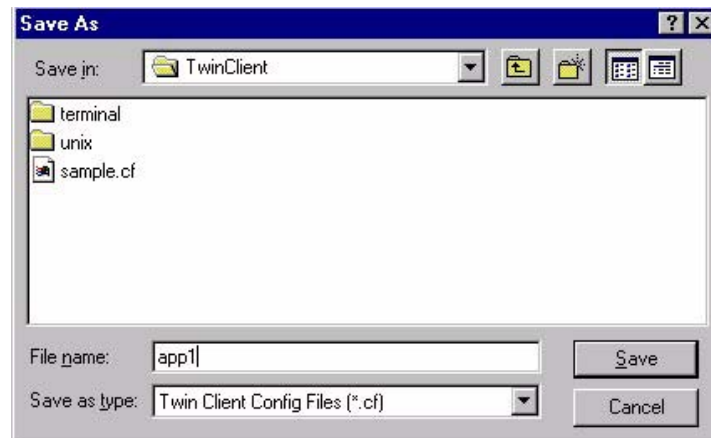 Save As
Save in: TwinClient
terminal
unix
sample.cf
File name: app1
Save
Save as type: Twin Client Config Files (*.cf)
Cancel